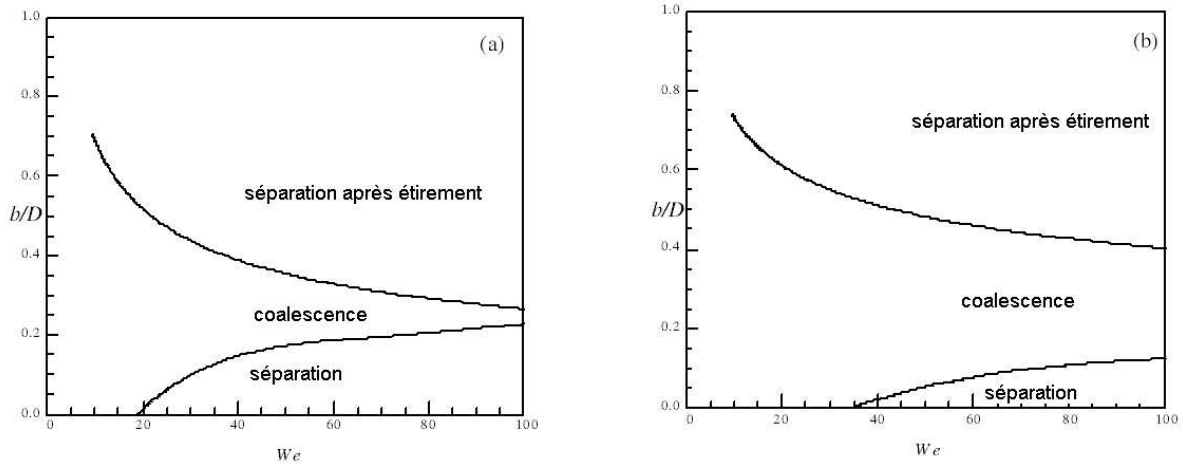 (a)
1.0
0.8
0.6
b/D
0.4
0.2
0.0
0
20
40
60
80
100
We
séparation après étirement
coalescence
séparation
(b)
1.0
0.8
0.6
b/D
0.4
0.2
0.0
0
20
40
60
80
100
We
séparation après étirement
coalescence
séparation